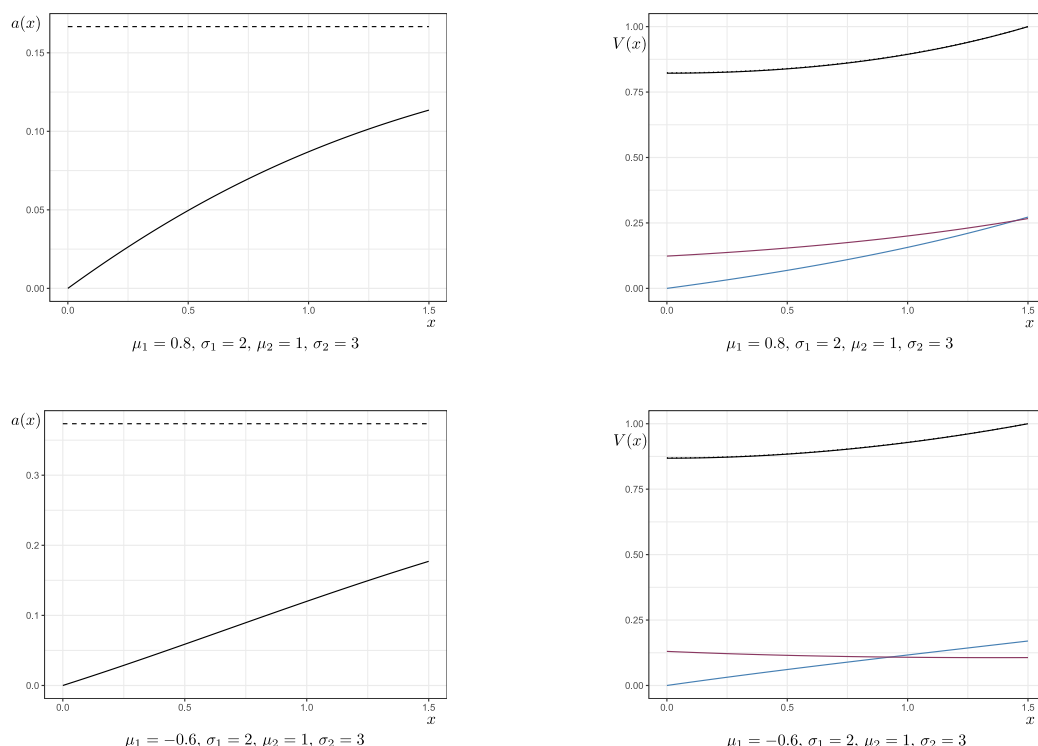 a(x)
0.15
0.10
0.05
0.00
0.0 0.5 1.0 1.5
x
μ₁ = 0.8, σ₁ = 2, μ₂ = 1, σ₂ = 3
1.00
V(x)
0.75
0.50
0.25
0.00
0.0 0.5 1.0 1.5
x
μ₁ = 0.8, σ₁ = 2, μ₂ = 1, σ₂ = 3
a(x)
0.3
0.2
0.1
0.0
0.0 0.5 1.0 1.5
x
μ₁ = −0.6, σ₁ = 2, μ₂ = 1, σ₂ = 3
1.00
V(x)
0.75
0.50
0.25
0.00
0.0 0.5 1.0 1.5
x
μ₁ = −0.6, σ₁ = 2, μ₂ = 1, σ₂ = 3